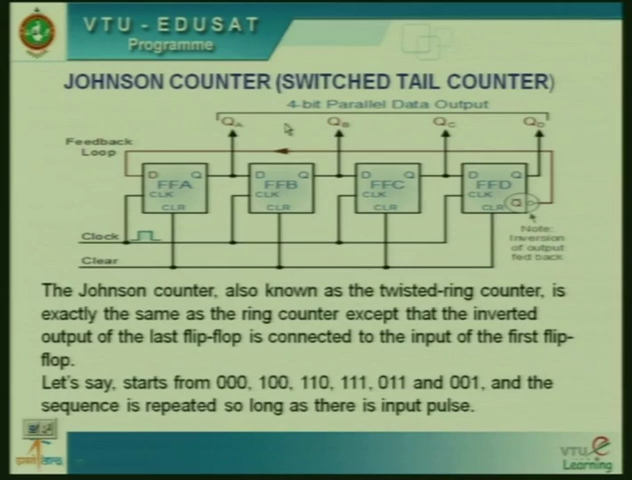 VTU - EDUSAT
Programme
JOHNSON COUNTER (SWITCHED TAIL COUNTER)
4-bit Parallel Data Output
QA QB QC QD
Feedback
Loop
D Q D Q D Q D Q
FFA FFB FFC FFD
CLK CLK CLK CLK
CLR CLR CLR CLR Q
Clock
Clear
Note:
Inversion
of output
fed back
The Johnson counter, also known as the twisted-ring counter, is
exactly the same as the ring counter except that the inverted
output of the last flip-flop is connected to the input of the first flip-
flop.
Let's say, starts from 000, 100, 110, 111, 011 and 001, and the
sequence is repeated so long as there is input pulse.
VTU e
Learning